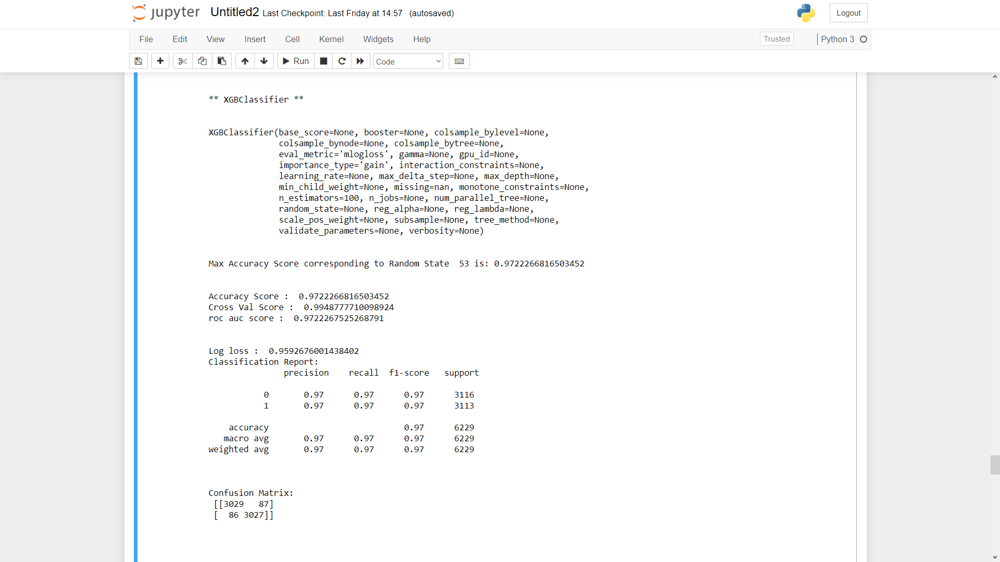 jupyter Untitled2 Last Checkpoint: Last Friday at 14:57 (autosaved) Logout
File Edit View Insert Cell Kernel Widgets Help Trusted Python 3
Run Code
** XGBClassifier **
XGBClassifier(base_score=None, booster=None, colsample_bylevel=None,
colsample_bynode=None, colsample_bytree=None,
eval_metric='mlogloss', gamma=None, gpu_id=None,
importance_type='gain', interaction_constraints=None,
learning_rate=None, max_delta_step=None, max_depth=None,
min_child_weight=None, missing=nan, monotone_constraints=None,
n_estimators=100, n_jobs=None, num_parallel_tree=None,
random_state=None, reg_alpha=None, reg_lambda=None,
scale_pos_weight=None, subsample=None, tree_method=None,
validate_parameters=None, verbosity=None)
Max Accuracy Score corresponding to Random State  53 is: 0.9722266816503452
Accuracy Score :  0.9722266816503452
Cross Val Score :  0.9948777710098924
roc auc score :  0.9722267525268791
Log loss :  0.9592676001438402
Classification Report:
precision    recall  f1-score   support
0       0.97      0.97      0.97      3116
1       0.97      0.97      0.97      3113
accuracy                           0.97      6229
macro avg       0.97      0.97      0.97      6229
weighted avg       0.97      0.97      0.97      6229
Confusion Matrix:
[[3029   87]
[  86 3027]]